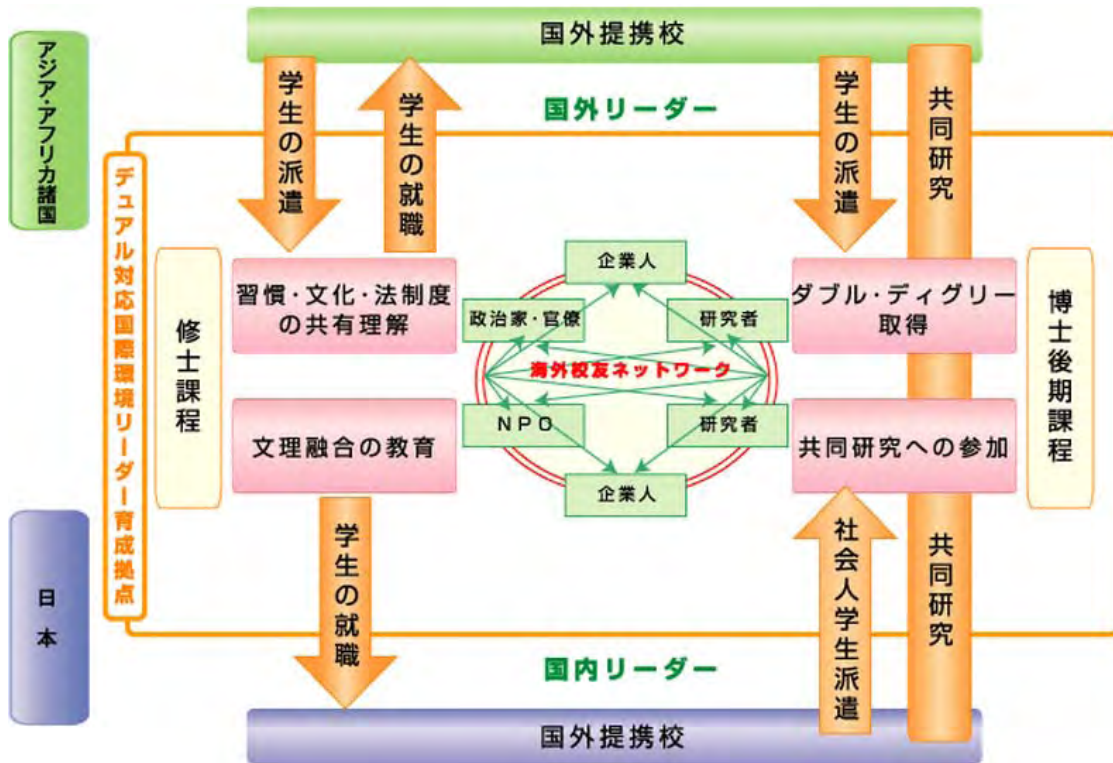 国外提携校
アジア・アフリカ諸国
学生の派遣
学生の就職
国外リーダー
学生の派遣
共同研究
デュアル対応国際環境リーダー育成拠点
修士課程
習慣・文化・法制度
の共有理解
企業人
政治家・官僚
研究者
海外校友ネットワーク
ダブル・ディグリー
取得
博士後期課程
文理融合の教育
NPO
研究者
企業人
共同研究への参加
日本
学生の就職
国内リーダー
社会人学生派遣
共同研究
国外提携校